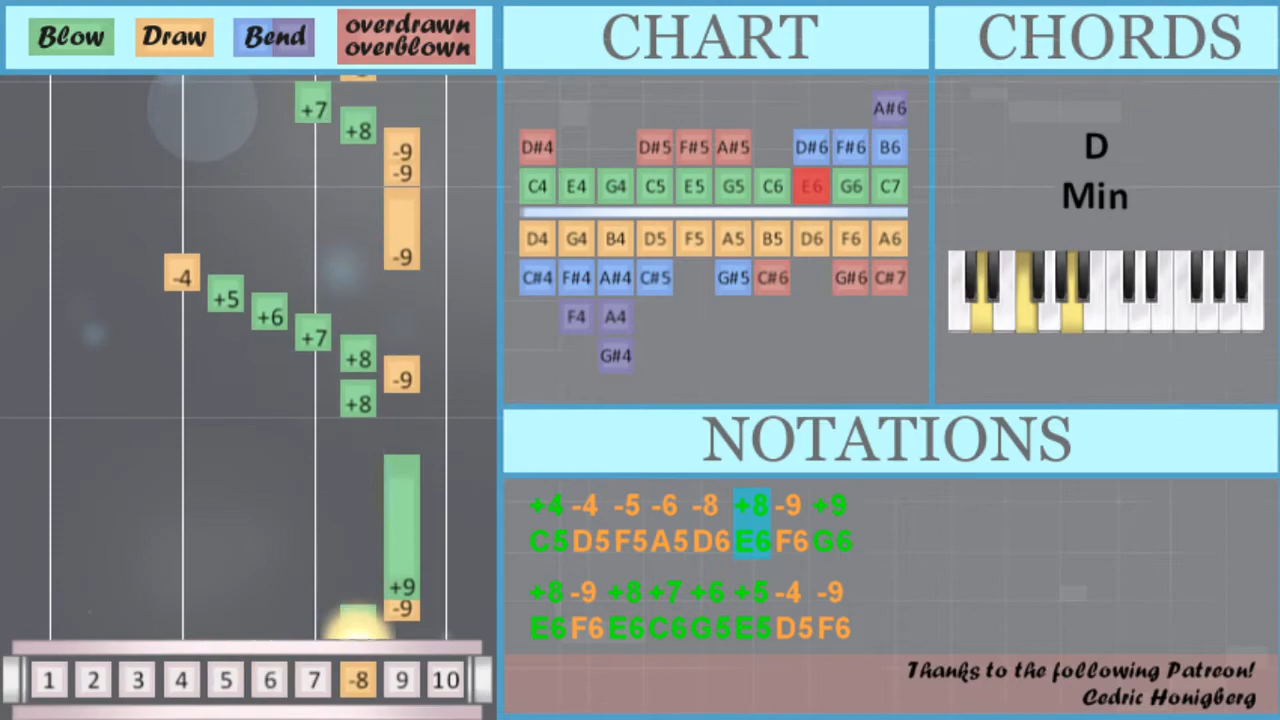 Blow Draw Bend overdrawn
overblown
CHART
CHORDS
+7
+8
-9
-9
-9
-4
+5
+6
+7
+8
-9
+8
+9
-9
1 2 3 4 5 6 7 -8 9 10
A#6
D#4 D#5 F#5 A#5 D#6 F#6 B6
C4 E4 G4 C5 E5 G5 C6 E6 G6 C7
D4 G4 B4 D5 F5 A5 B5 D6 F6 A6
C#4 F#4 A#4 C#5 G#5 C#6 G#6 C#7
F4 A4
G#4
D
Min
NOTATIONS
+4 -4 -5 -6 -8 +8 -9 +9
C5 D5 F5 A5 D6 E6 F6 G6
+8 -9 +8 +7 +6 +5 -4 -9
E6 F6 E6 C6 G5 E5 D5 F6
Thanks to the following Patreon!
Cedric Honigberg